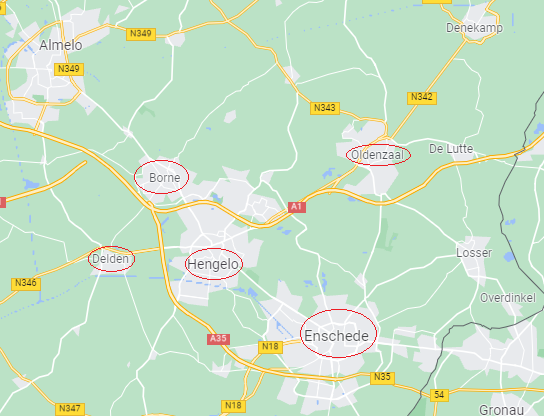 Denekamp
N349
Almelo
N349
N342
N343
De Lutte
Oldenzaal
Borne
A1
Losser
Delden
Hengelo
N346
Overdinkel
Enschede
A35
N18
N35
54
N18
N347
Gronau